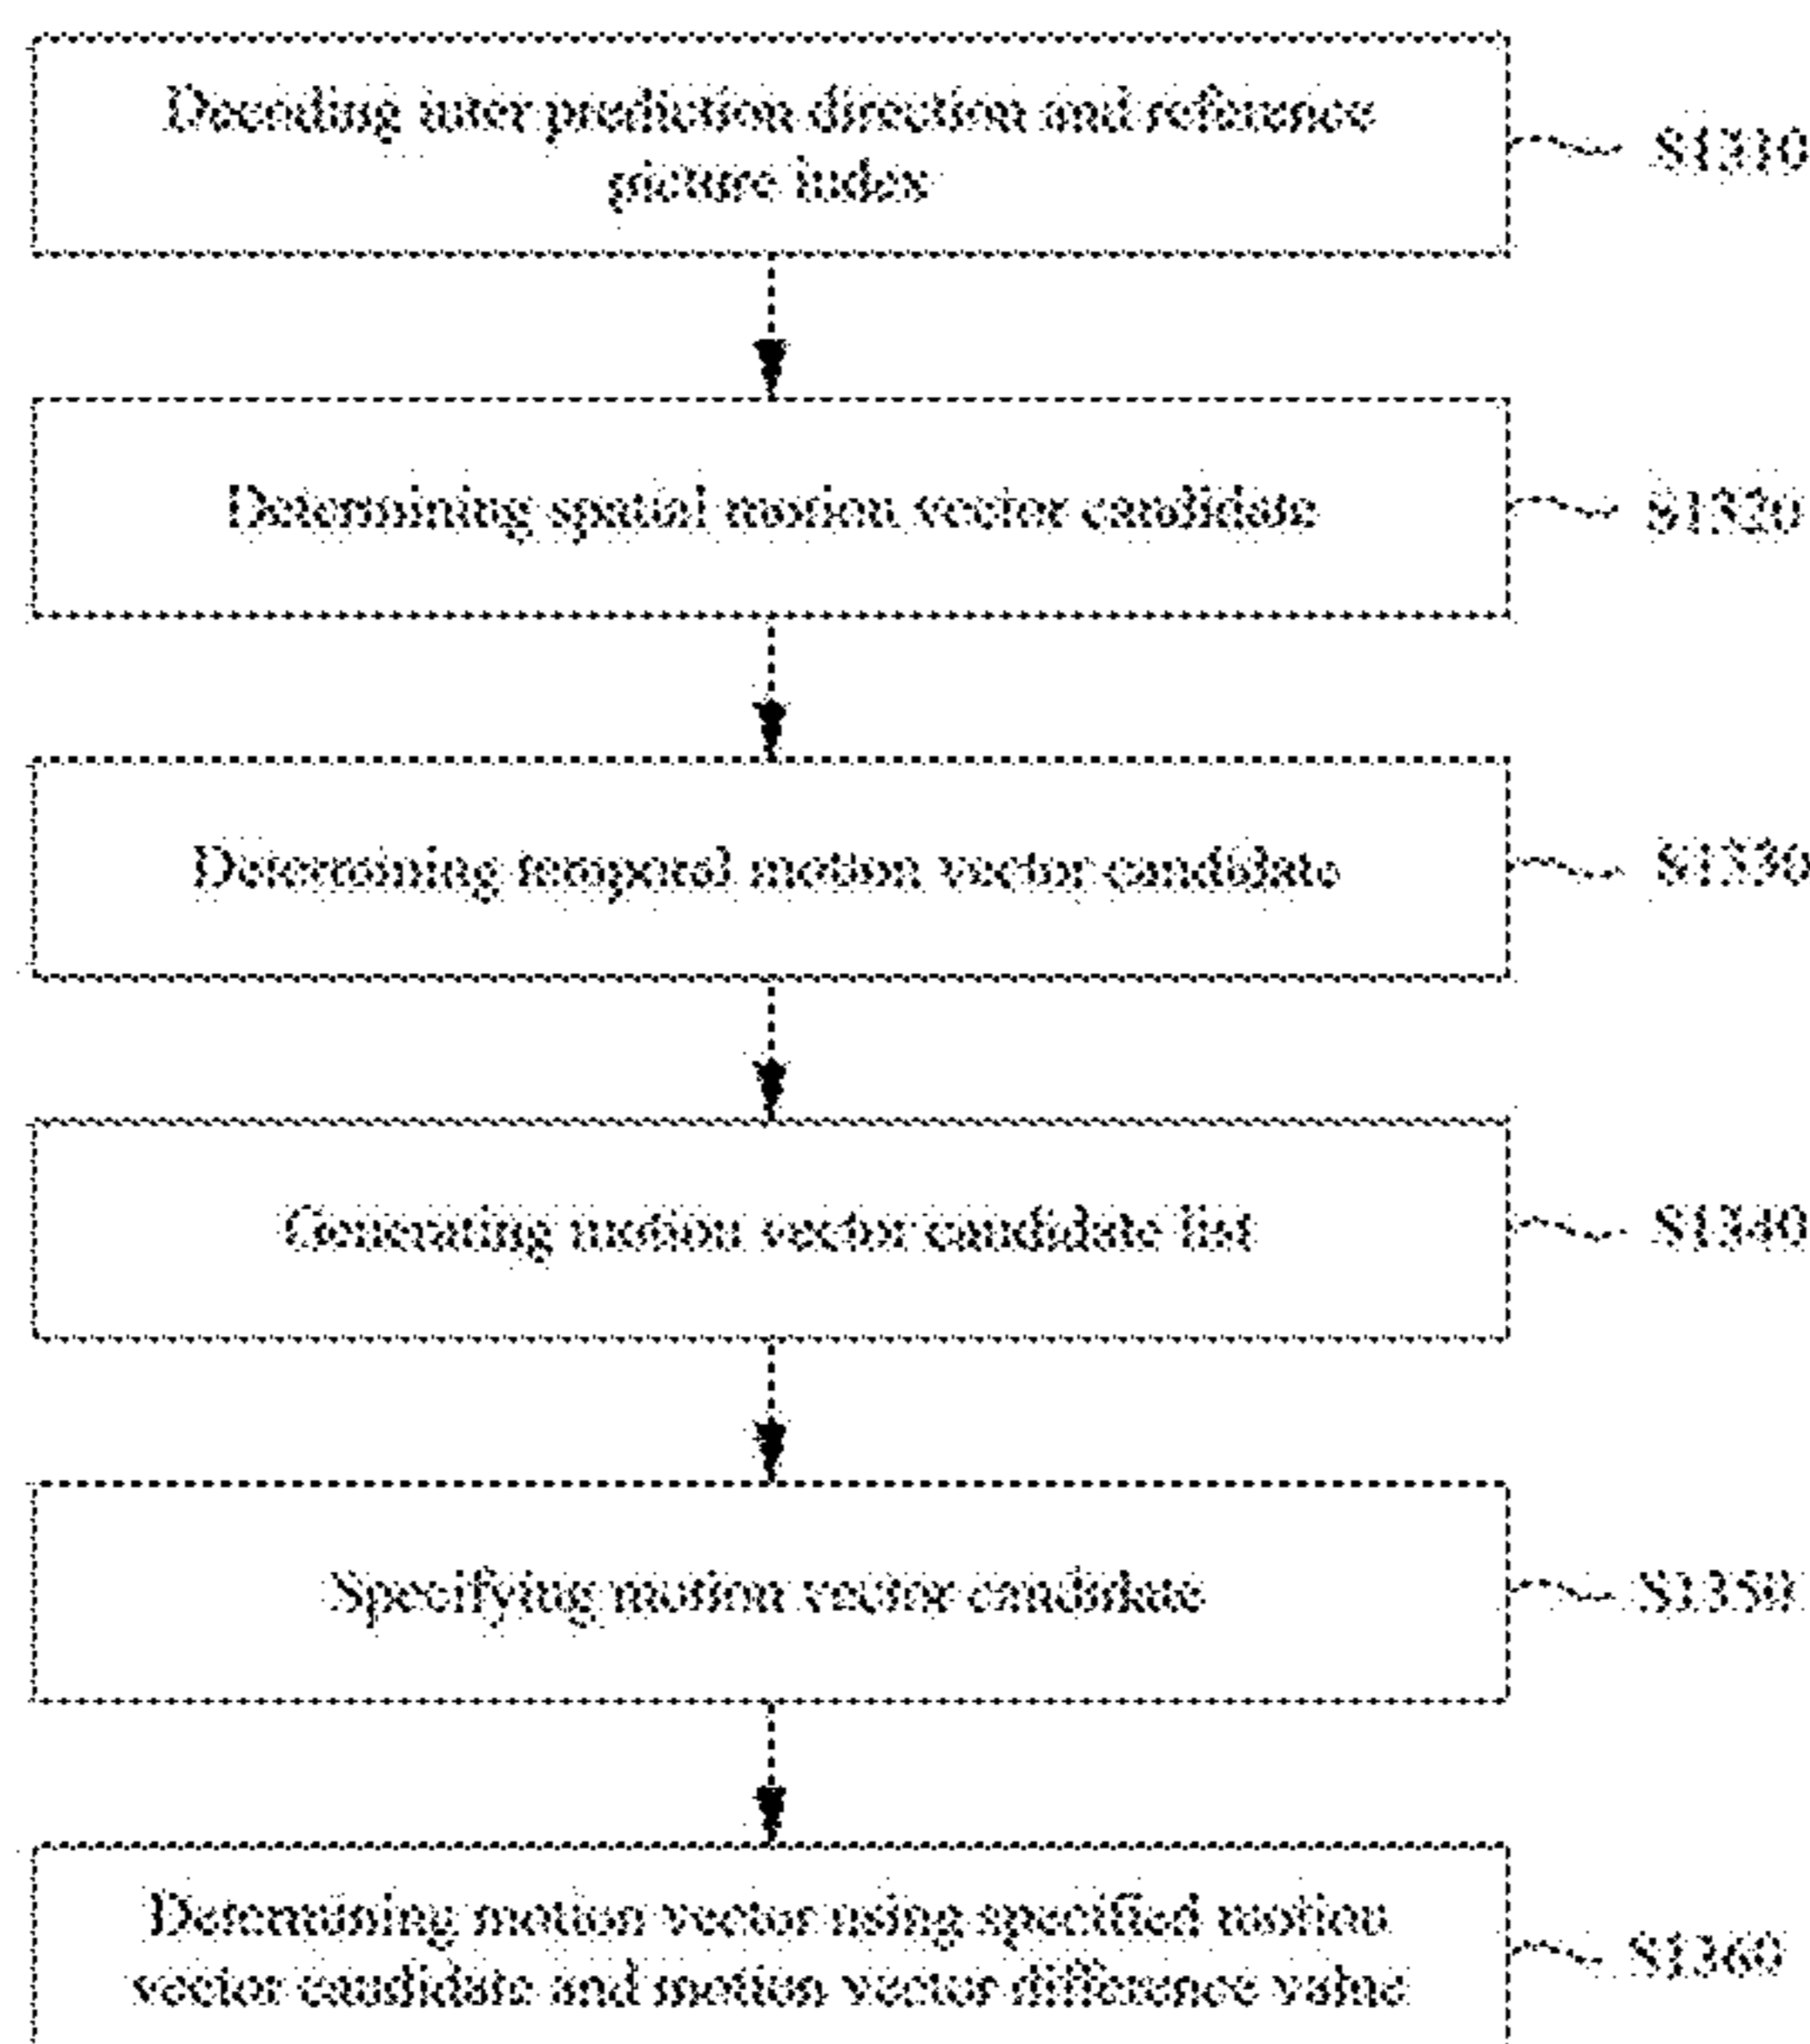 Decoding inter prediction direction and reference
picture index
S1310
Determining spatial motion vector candidate
S1320
Determining temporal motion vector candidate
S1330
Generating motion vector candidate list
S1340
Specifying motion vector candidate
S1350
Determining motion vector using specified motion
vector candidate and motion vector difference value
S1360